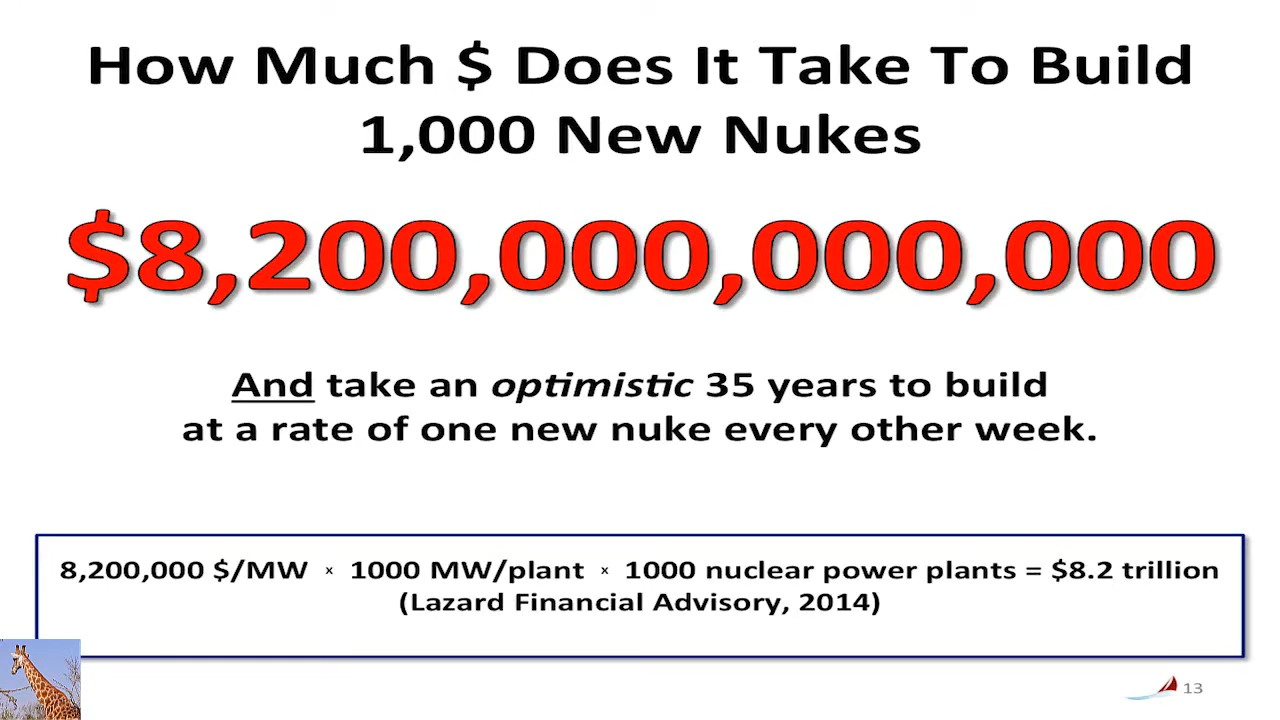 How Much $ Does It Take To Build
1,000 New Nukes
$8,200,000,000,000
And take an optimistic 35 years to build
at a rate of one new nuke every other week.
8,200,000 $/MW x 1000 MW/plant x 1000 nuclear power plants = $8.2 trillion
(Lazard Financial Advisory, 2014)
13